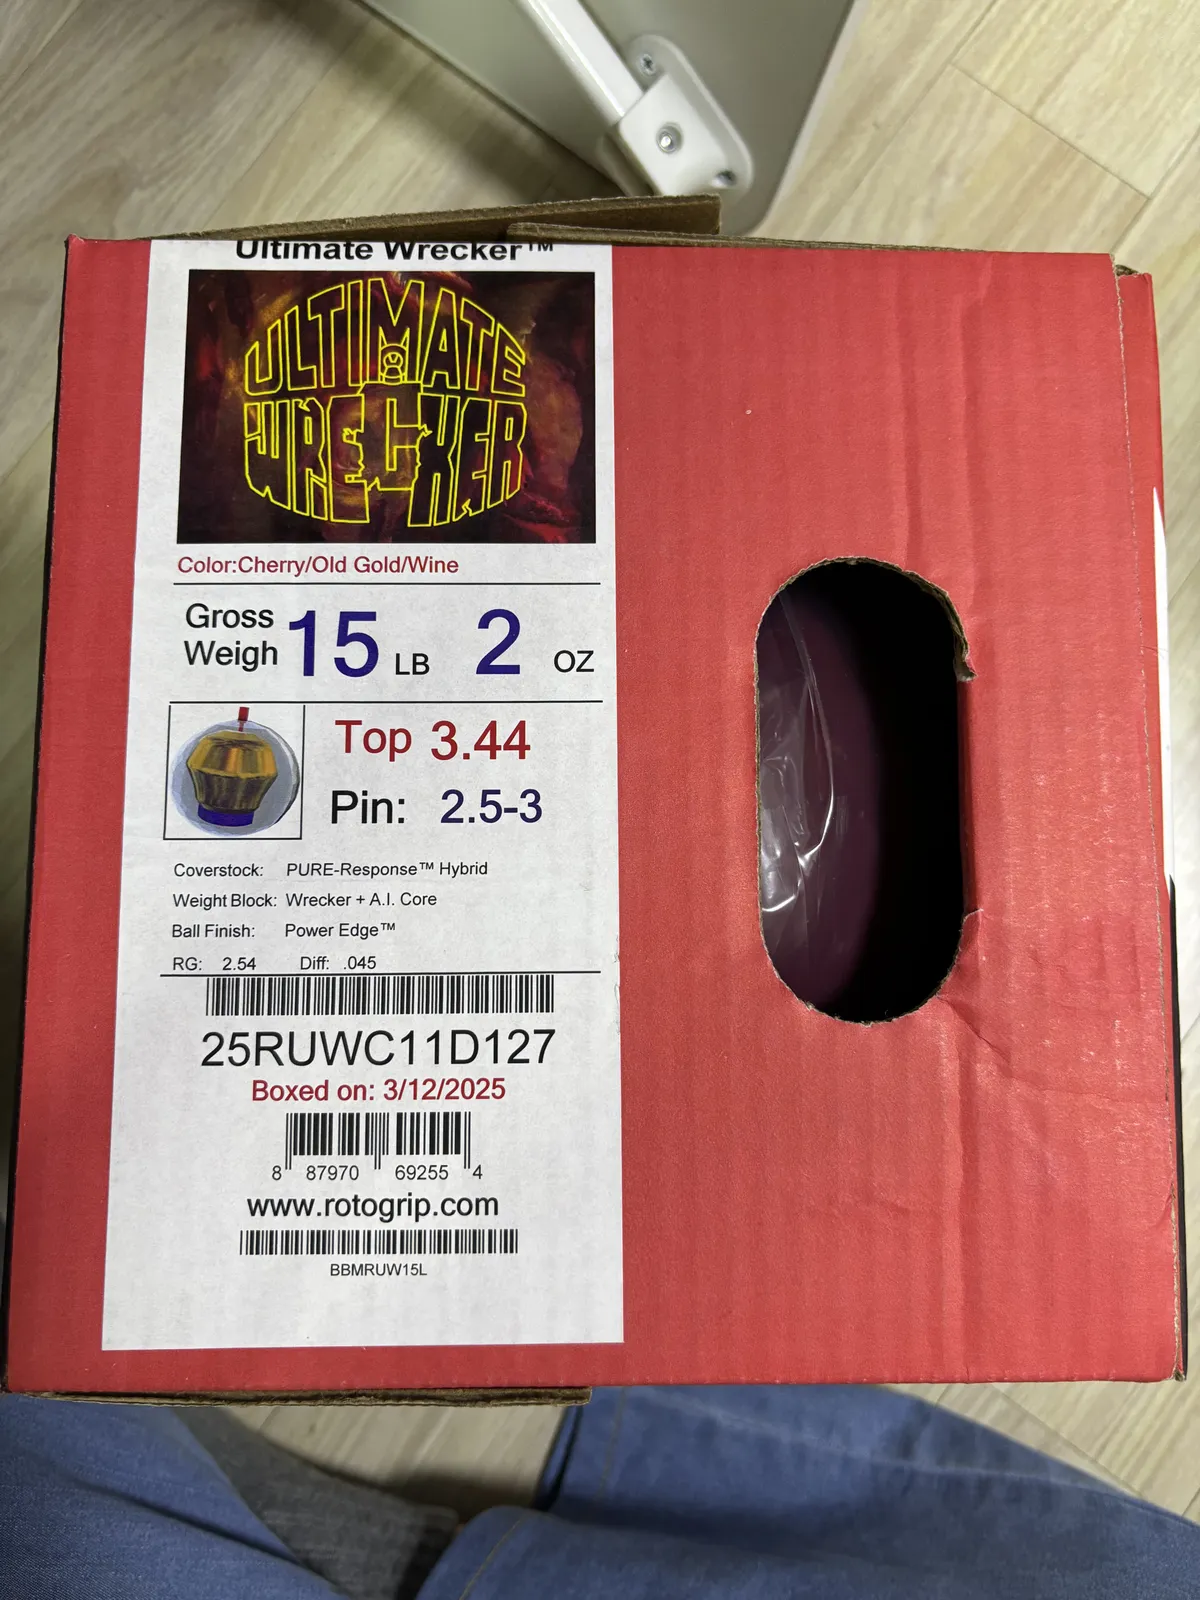 Ultimate Wrecker™
ULTIMATE
WRECKER
Color:Cherry/Old Gold/Wine
Gross Weigh 15 LB 2 OZ
Top 3.44
Pin: 2.5-3
Coverstock: PURE-Response™ Hybrid
Weight Block: Wrecker + A.I. Core
Ball Finish: Power Edge™
RG: 2.54 Diff: .045
25RUWC11D127
Boxed on: 3/12/2025
8 87970 69255 4
www.rotogrip.com
BBMRUW15L